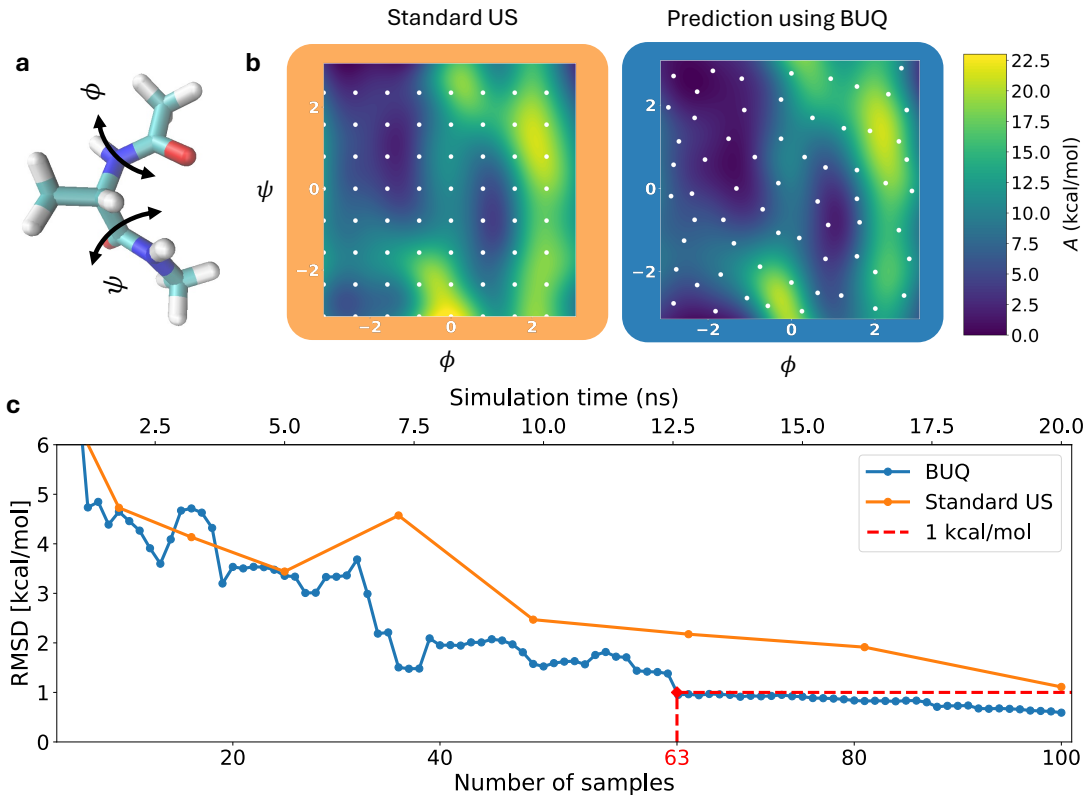 Standard US
Prediction using BUQ
a
ϕ
ψ
b
ψ
2
0
−2
−2
0
2
ϕ
2
0
−2
−2
0
2
ϕ
22.5
20.0
17.5
15.0
12.5
10.0
7.5
5.0
2.5
0.0
A (kcal/mol)
c
Simulation time (ns)
2.5 5.0 7.5 10.0 12.5 15.0 17.5 20.0
RMSD [kcal/mol]
6
5
4
3
2
1
0
BUQ
Standard US
1 kcal/mol
20 40 63 80 100
Number of samples